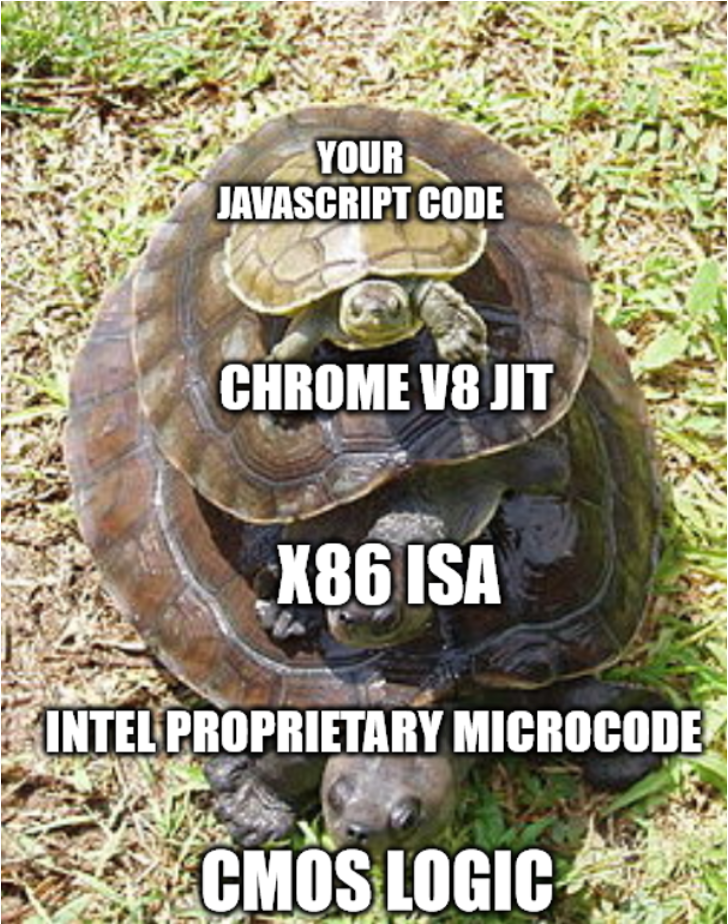 YOUR
JAVASCRIPT CODE
CHROME V8 JIT
X86 ISA
INTEL PROPRIETARY MICROCODE
CMOS LOGIC